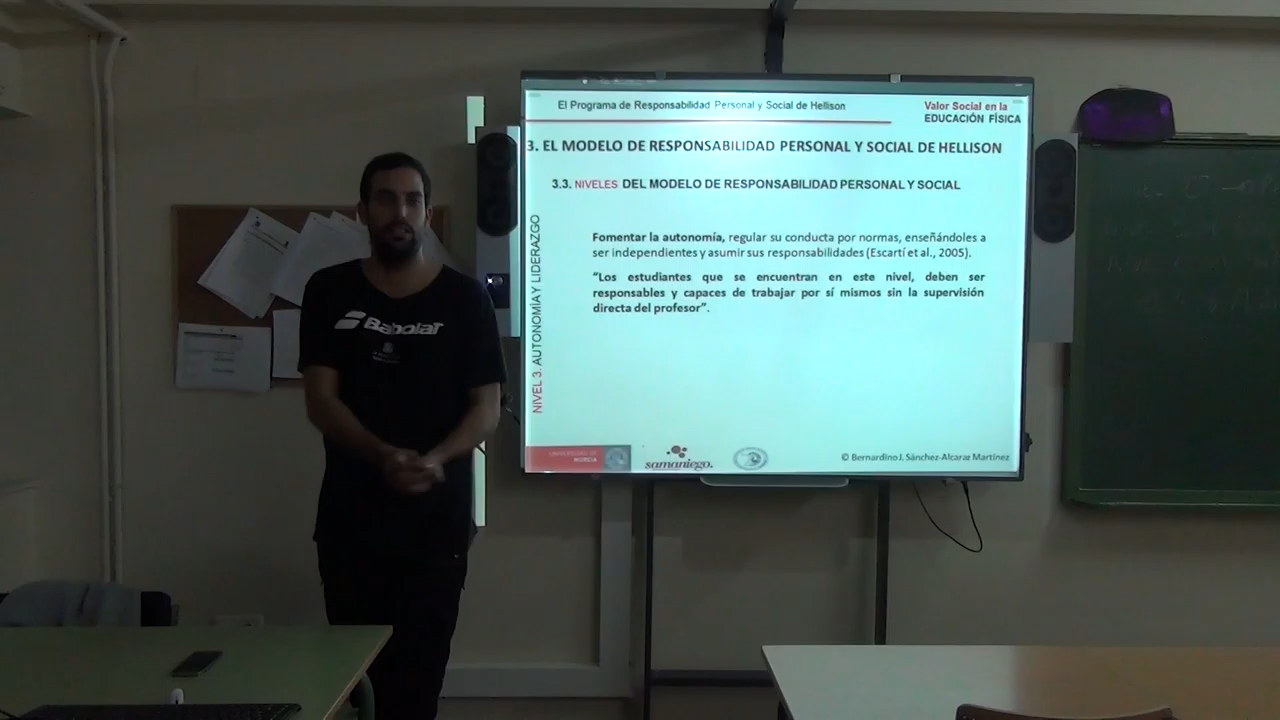 El Programa de Responsabilidad Personal y Social de Hellison
Valor Social en la
EDUCACIÓN FÍSICA
3. EL MODELO DE RESPONSABILIDAD PERSONAL Y SOCIAL DE HELLISON
3.3. NIVELES DEL MODELO DE RESPONSABILIDAD PERSONAL Y SOCIAL
NIVEL 3. AUTONOMÍA Y LIDERAZGO
Fomentar la autonomía, regular su conducta por normas, enseñándoles a
ser independientes y asumir sus responsabilidades (Escartí et al., 2005).
“Los estudiantes que se encuentran en este nivel, deben ser
responsables y capaces de trabajar por sí mismos sin la supervisión
directa del profesor”.
UNIVERSIDAD DE
MURCIA
samaniego.
© Bernardino J. Sánchez-Alcaraz Martínez
Babolat